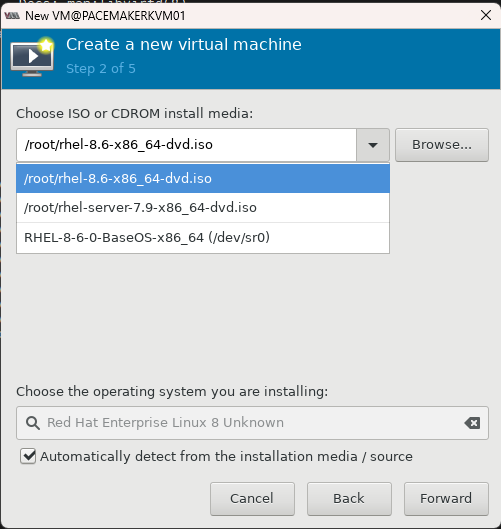 New VM@PACEMAKERKVM01
Create a new virtual machine
Step 2 of 5
Choose ISO or CDROM install media:
/root/rhel-8.6-x86_64-dvd.iso
Browse...
/root/rhel-8.6-x86_64-dvd.iso
/root/rhel-server-7.9-x86_64-dvd.iso
RHEL-8-6-0-BaseOS-x86_64 (/dev/sr0)
Choose the operating system you are installing:
Red Hat Enterprise Linux 8 Unknown
Automatically detect from the installation media / source
Cancel
Back
Forward